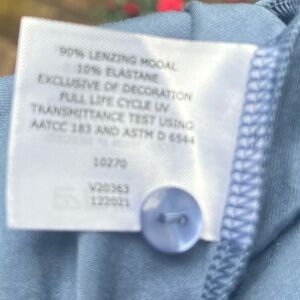 90% LENZING MODAL
10% ELASTANE
EXCLUSIVE OF DECORATION
FULL LIFE CYCLE UV
TRANSMITTANCE TEST USING
AATCC 183 AND ASTM D 6544
10270
V20363
122021